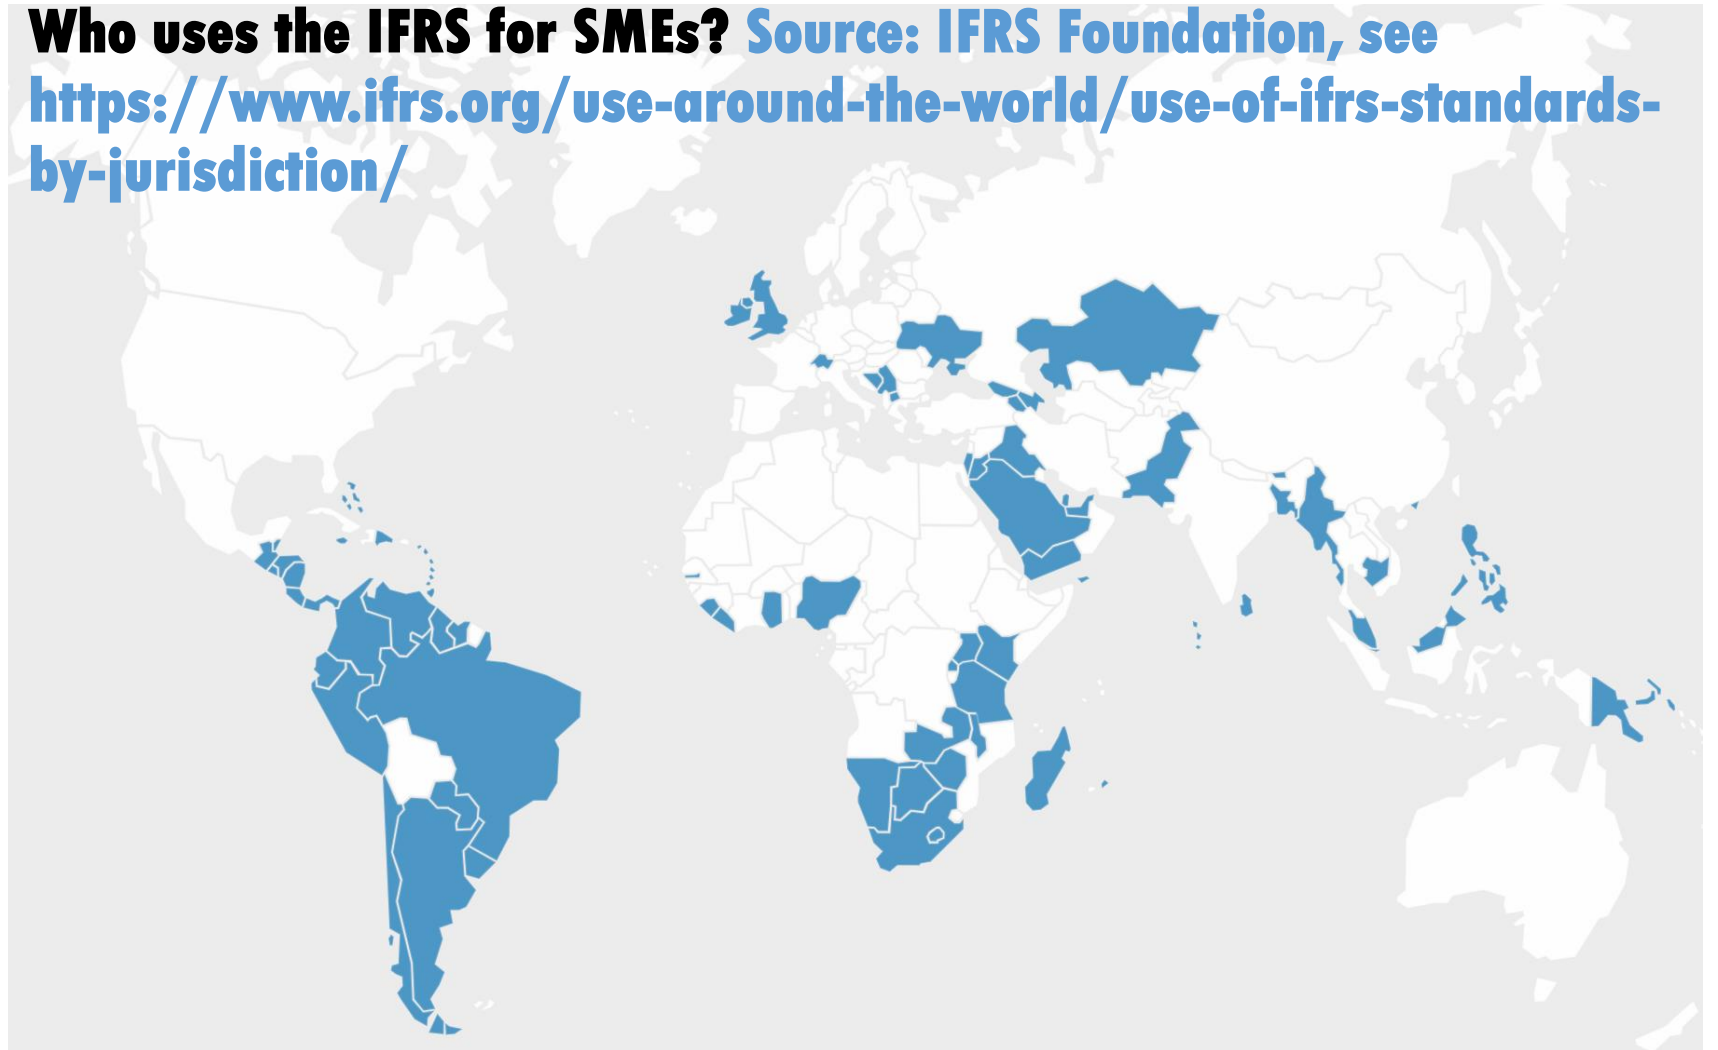 Who uses the IFRS for SMEs? Source: IFRS Foundation, see
https://www.ifrs.org/use-around-the-world/use-of-ifrs-standards-
by-jurisdiction/